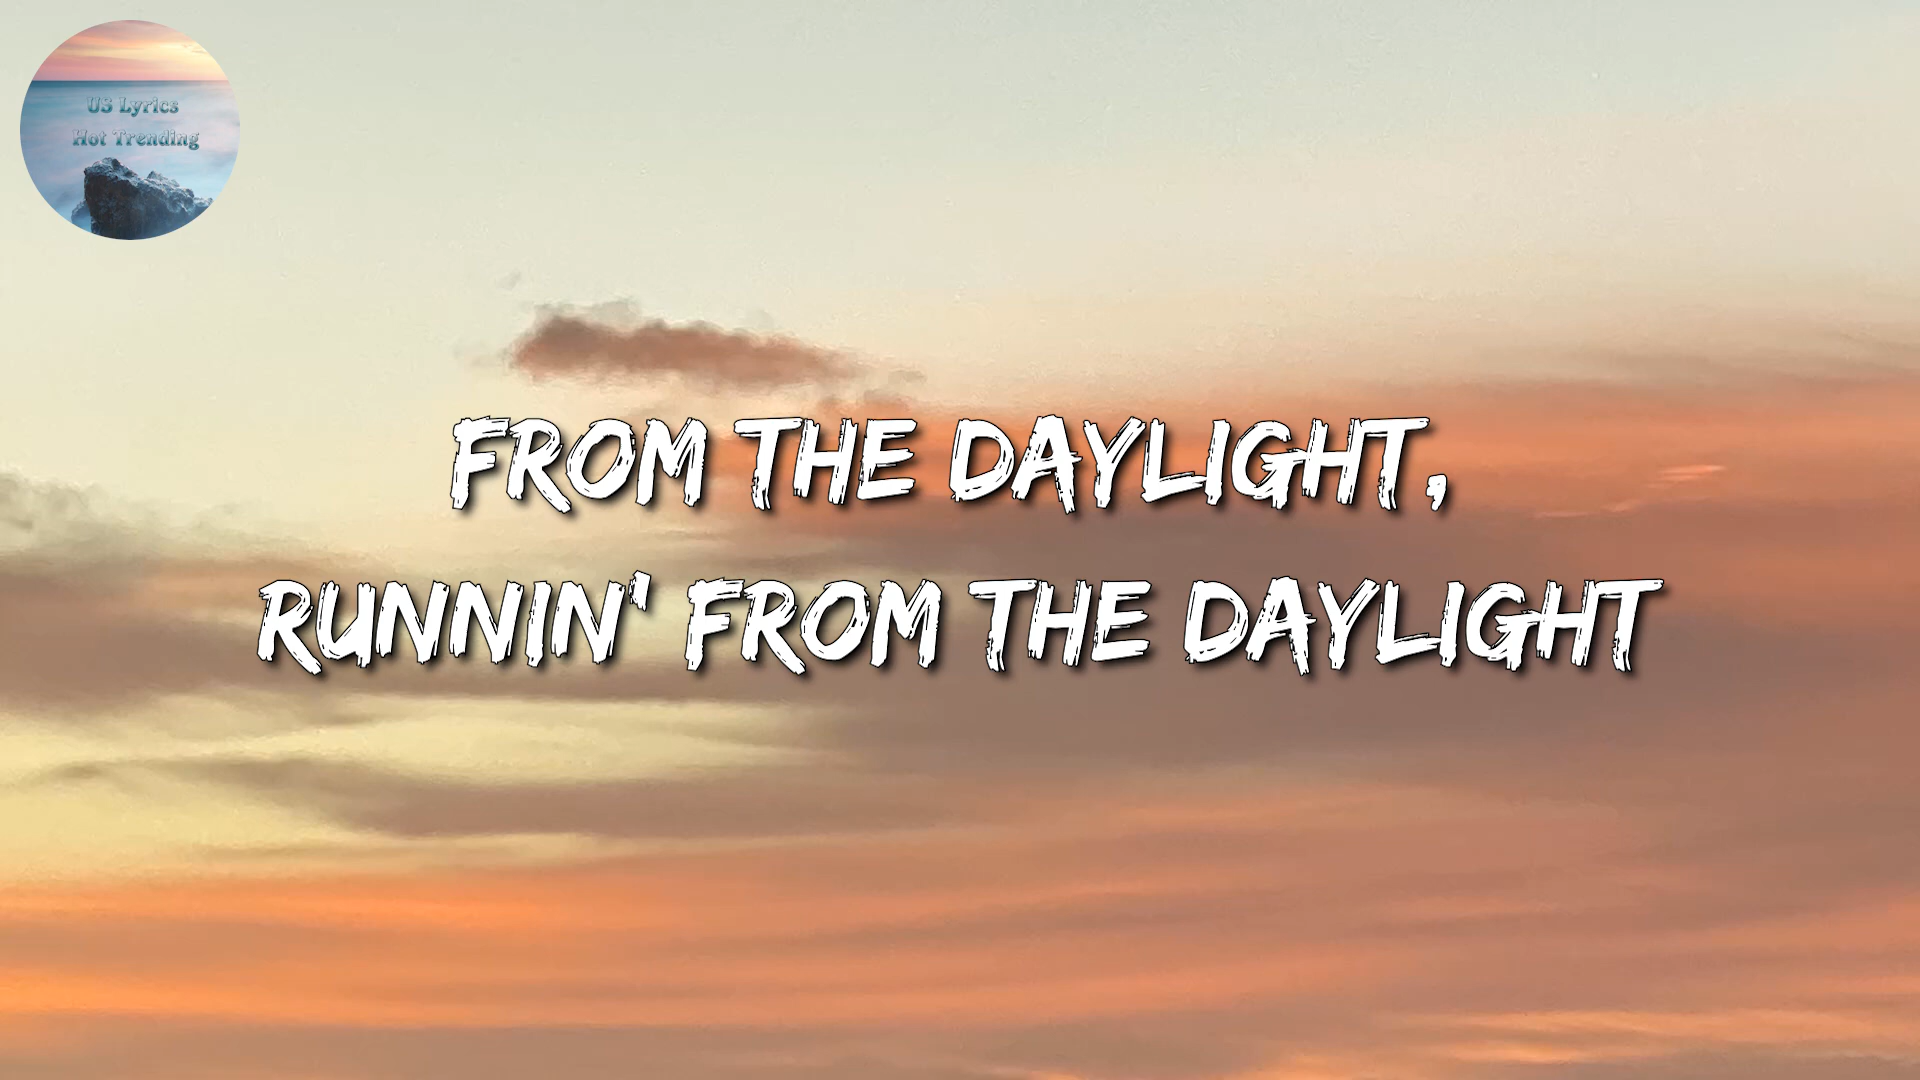 US Lyrics
Hot Trending
FROM THE DAYLIGHT,
RUNNIN' FROM THE DAYLIGHT